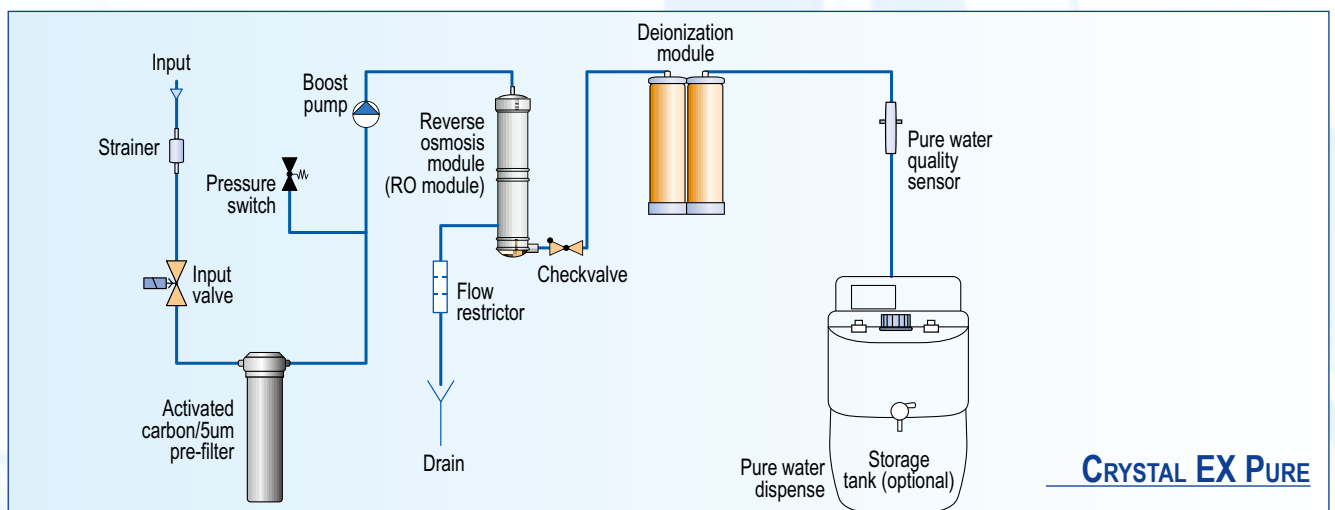 Input
Strainer
Pressure
switch
Input
valve
Activated
carbon/5um
pre-filter
Boost
pump
Reverse
osmosis
module
(RO module)
Flow
restrictor
Drain
Checkvalve
Deionization
module
Pure water
quality
sensor
Pure water
dispense
Storage
tank (optional)
CRYSTAL EX PURE